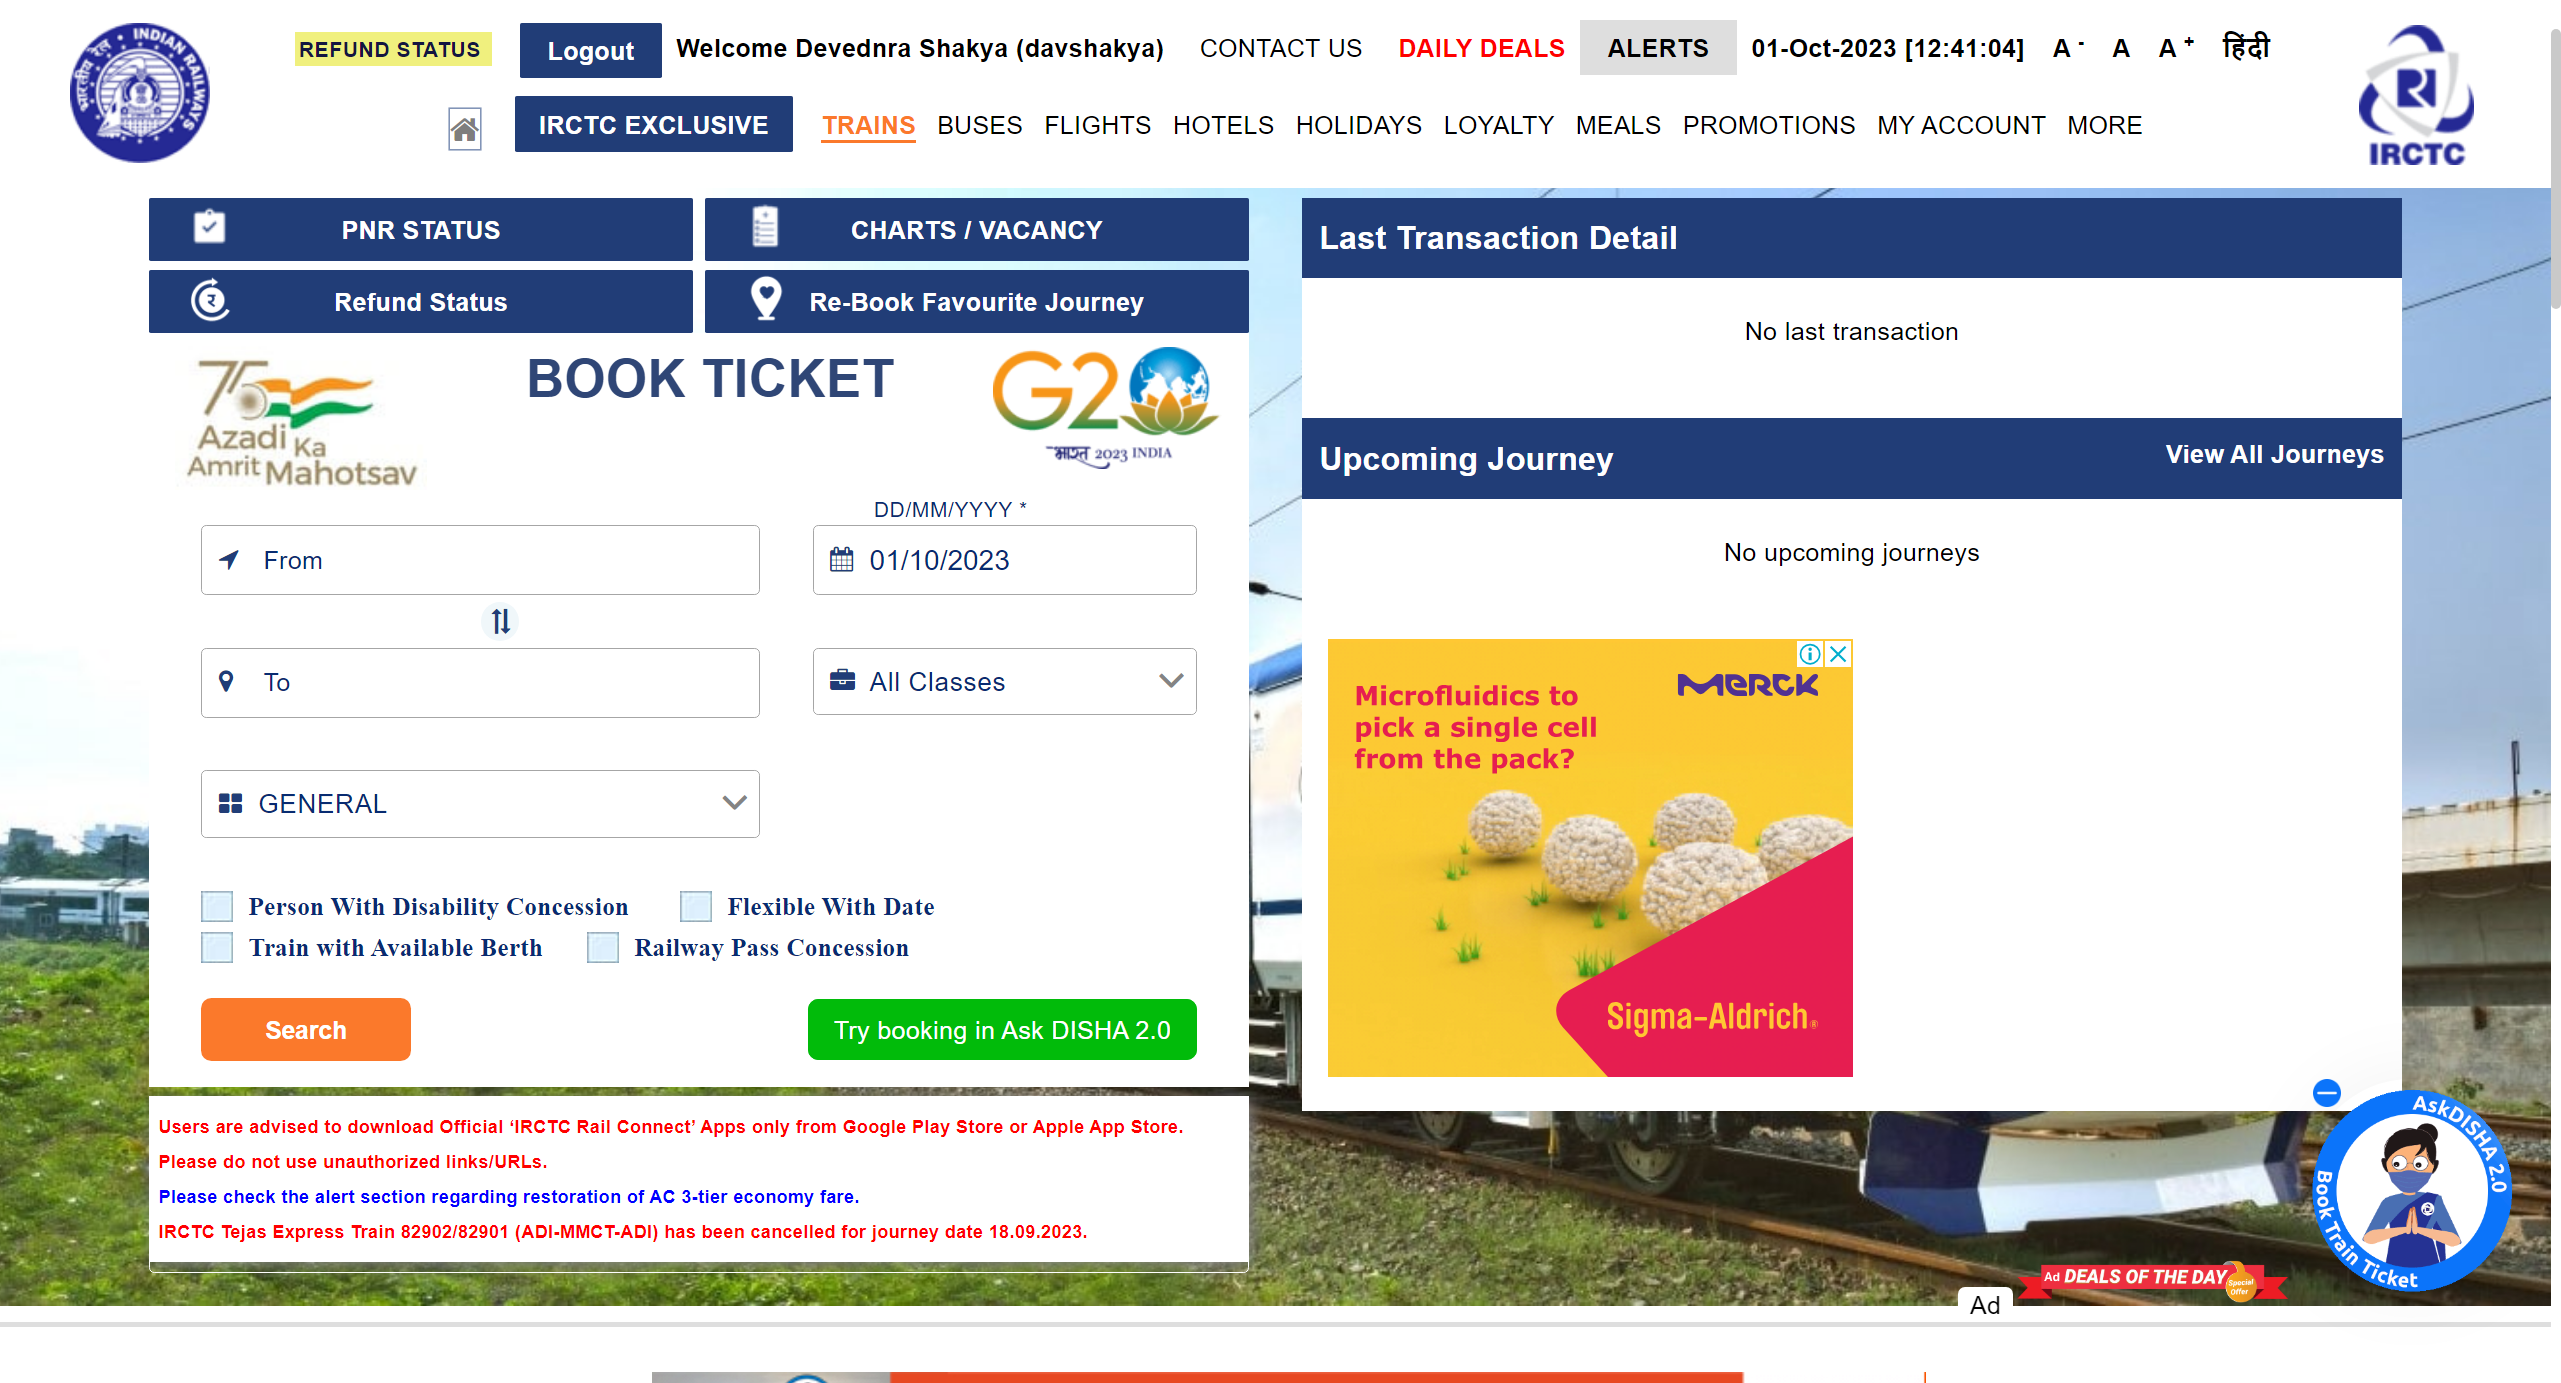 INDIAN RAILWAYS
भारतीय रेल
REFUND STATUS
Logout
Welcome Devednra Shakya (davshakya)
CONTACT US
DAILY DEALS
ALERTS
01-Oct-2023 [12:41:04]
A -
A
A +
हिंदी
IRCTC
IRCTC EXCLUSIVE
TRAINS
BUSES
FLIGHTS
HOTELS
HOLIDAYS
LOYALTY
MEALS
PROMOTIONS
MY ACCOUNT
MORE
PNR STATUS
CHARTS / VACANCY
Refund Status
Re-Book Favourite Journey
75
Azadi Ka
Amrit Mahotsav
BOOK TICKET
G20
भारत 2023 INDIA
DD/MM/YYYY *
From
01/10/2023
To
All Classes
GENERAL
Person With Disability Concession
Flexible With Date
Train with Available Berth
Railway Pass Concession
Search
Try booking in Ask DISHA 2.0
Users are advised to download Official ‘IRCTC Rail Connect’ Apps only from Google Play Store or Apple App Store.
Please do not use unauthorized links/URLs.
Please check the alert section regarding restoration of AC 3-tier economy fare.
IRCTC Tejas Express Train 82902/82901 (ADI-MMCT-ADI) has been cancelled for journey date 18.09.2023.
Last Transaction Detail
No last transaction
Upcoming Journey
View All Journeys
No upcoming journeys
MERCK
Microfluidics to
pick a single cell
from the pack?
Sigma-Aldrich®
AskDISHA 2.0
Book Train Ticket
Ad DEALS OF THE DAY
Special
Offer
Ad